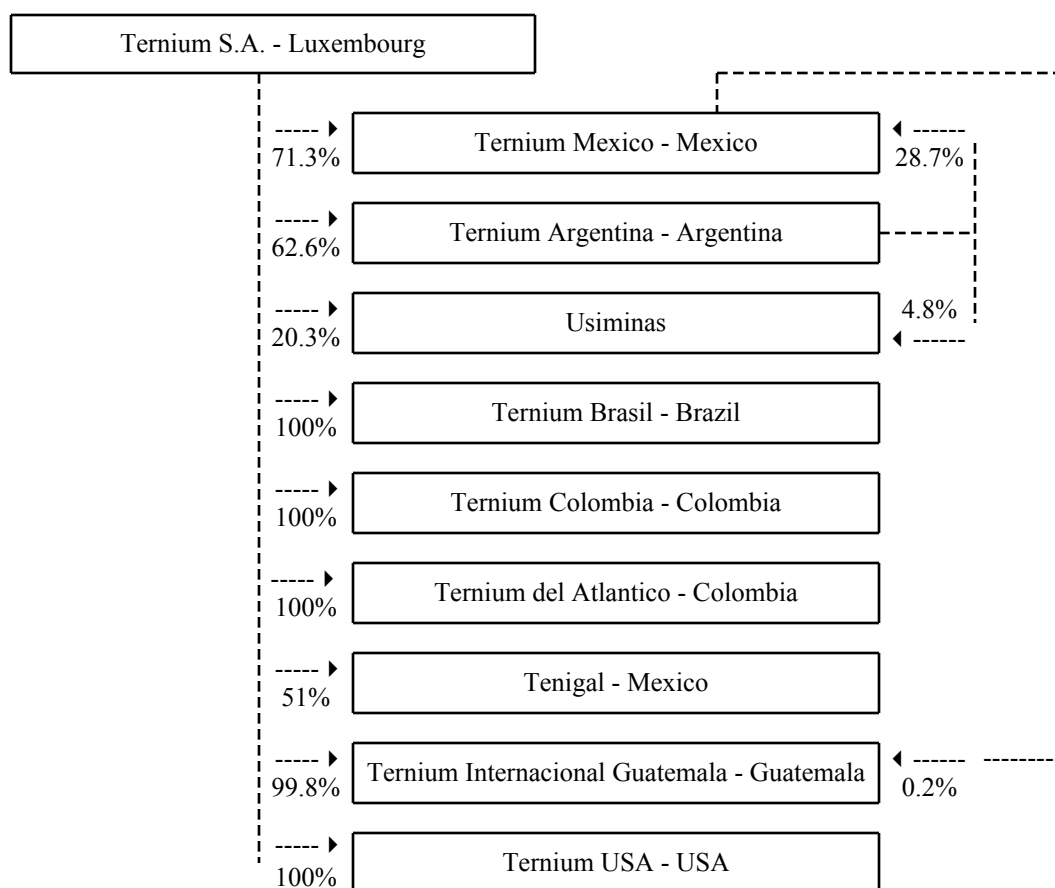 Ternium S.A. - Luxembourg
Ternium Mexico - Mexico
71.3%
28.7%
Ternium Argentina - Argentina
62.6%
Usiminas
4.8%
20.3%
Ternium Brasil - Brazil
100%
Ternium Colombia - Colombia
100%
Ternium del Atlantico - Colombia
100%
Tenigal - Mexico
51%
Ternium Internacional Guatemala - Guatemala
99.8%
0.2%
Ternium USA - USA
100%